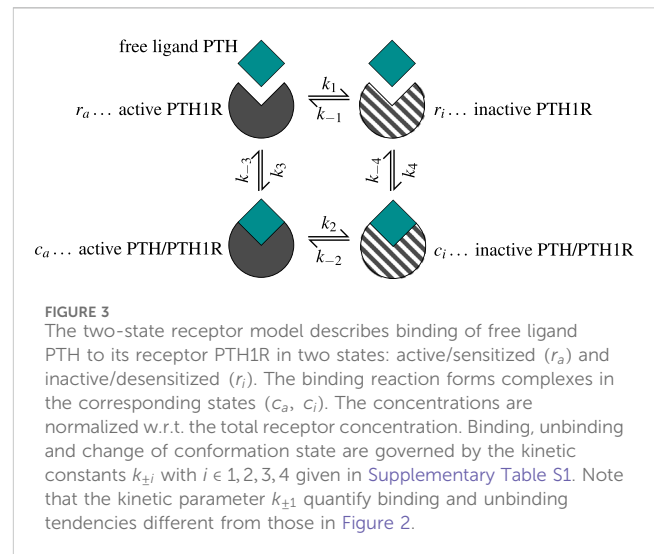 free ligand PTH
k₁
k₋₁
rₐ... active PTH1R
rᵢ... inactive PTH1R
k₋₃
k₃
k₋₄
k₄
k₂
k₋₂
cₐ... active PTH/PTH1R
cᵢ... inactive PTH/PTH1R
FIGURE 3
The two-state receptor model describes binding of free ligand
PTH to its receptor PTH1R in two states: active/sensitized (rₐ) and
inactive/desensitized (rᵢ). The binding reaction forms complexes in
the corresponding states (cₐ, cᵢ). The concentrations are
normalized w.r.t. the total receptor concentration. Binding, unbinding
and change of conformation state are governed by the kinetic
constants k±ᵢ with i ∈ 1, 2, 3, 4 given in Supplementary Table S1. Note
that the kinetic parameter k±₁ quantify binding and unbinding
tendencies different from those in Figure 2.